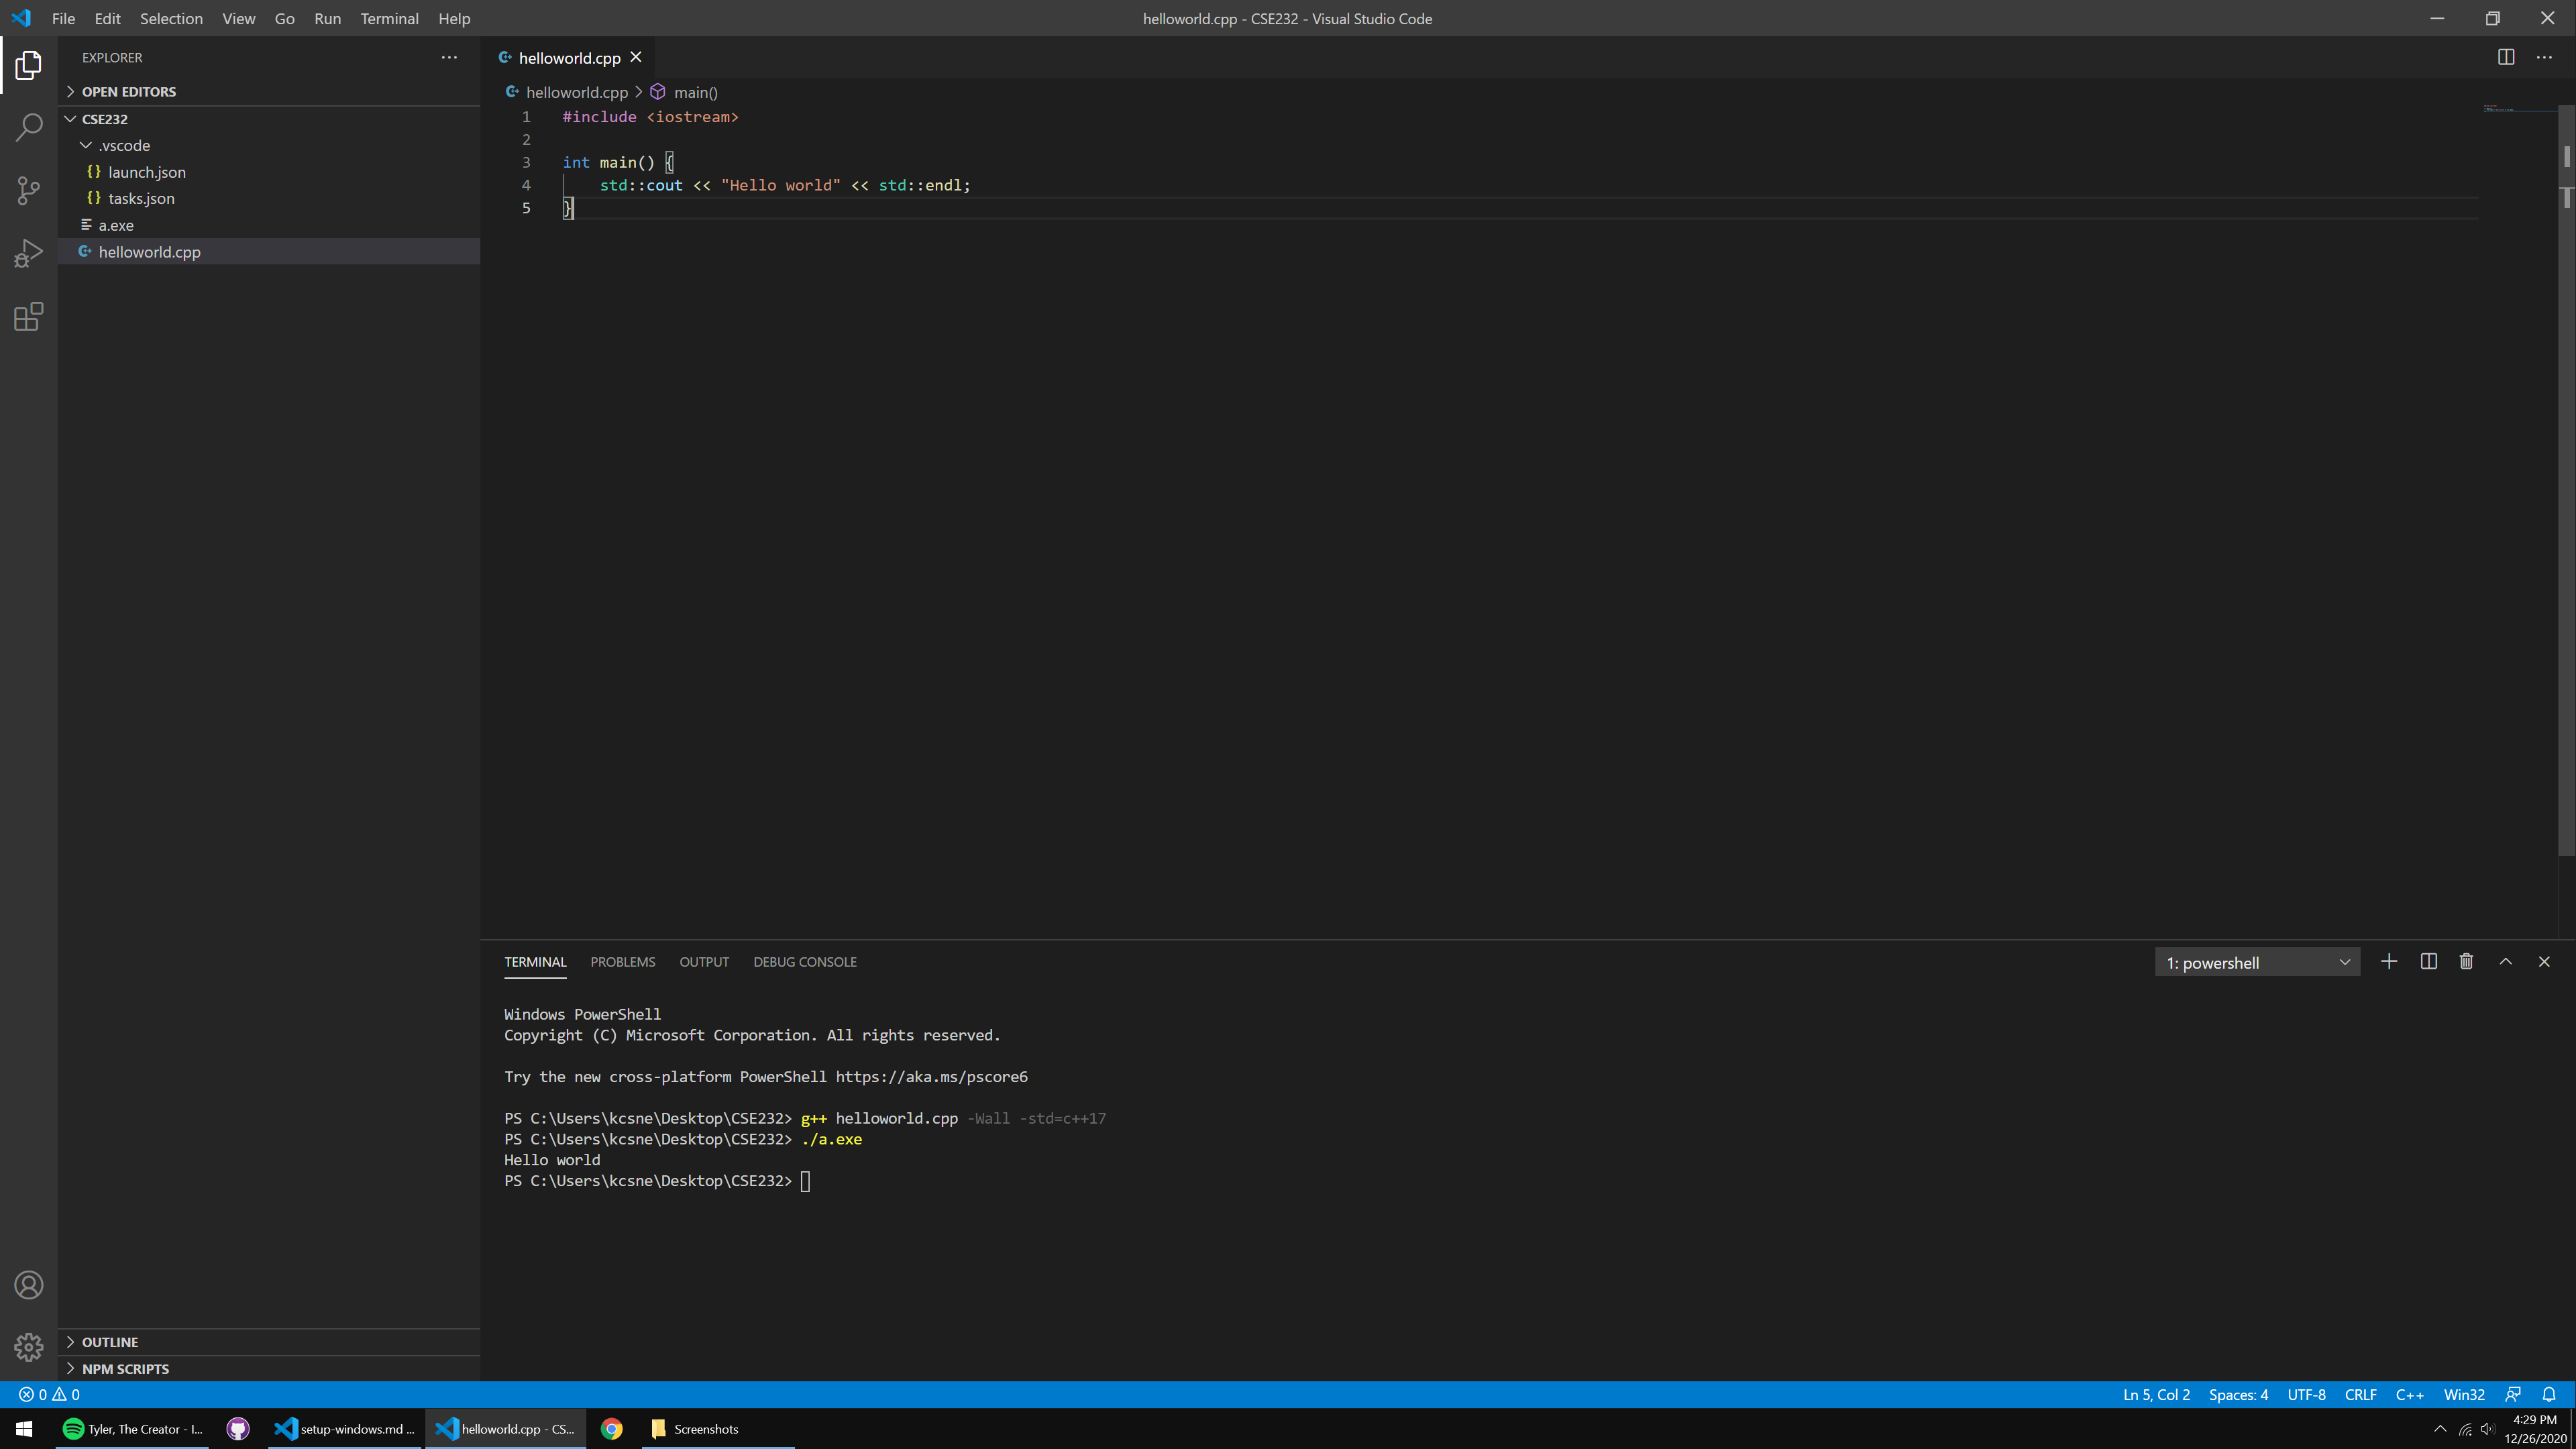 File Edit Selection View Go Run Terminal Help
helloworld.cpp - CSE232 - Visual Studio Code
EXPLORER
OPEN EDITORS
CSE232
.vscode
launch.json
tasks.json
a.exe
helloworld.cpp
OUTLINE
NPM SCRIPTS
helloworld.cpp
helloworld.cpp > main()
1 #include <iostream>
2
3 int main() {
4 std::cout << "Hello world" << std::endl;
5 }
TERMINAL PROBLEMS OUTPUT DEBUG CONSOLE
1: powershell
Windows PowerShell
Copyright (C) Microsoft Corporation. All rights reserved.
Try the new cross-platform PowerShell https://aka.ms/pscore6
PS C:\Users\kcsne\Desktop\CSE232> g++ helloworld.cpp -Wall -std=c++17
PS C:\Users\kcsne\Desktop\CSE232> ./a.exe
Hello world
PS C:\Users\kcsne\Desktop\CSE232>
0 0
Ln 5, Col 2 Spaces: 4 UTF-8 CRLF C++ Win32
Tyler, The Creator - I...
setup-windows.md ...
helloworld.cpp - CS...
Screenshots
4:29 PM
12/26/2020